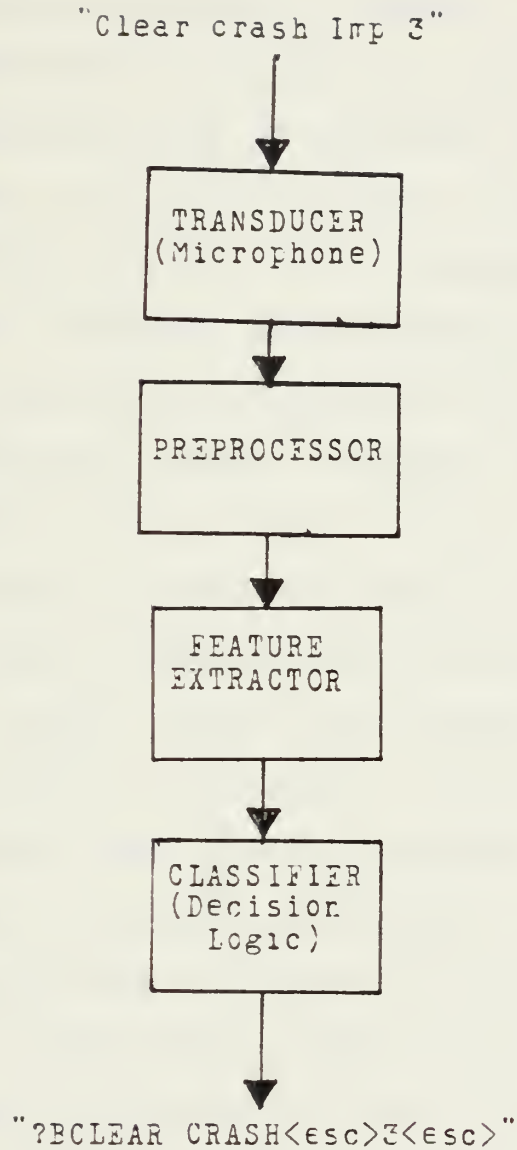 "Clear crash Imp 3"
TRANSDUCER
(Microphone)
PREPROCESSOR
FEATURE
EXTRACTOR
CLASSIFIER
(Decision
Logic)
"?BCLEAR CRASH<esc>3<esc>"